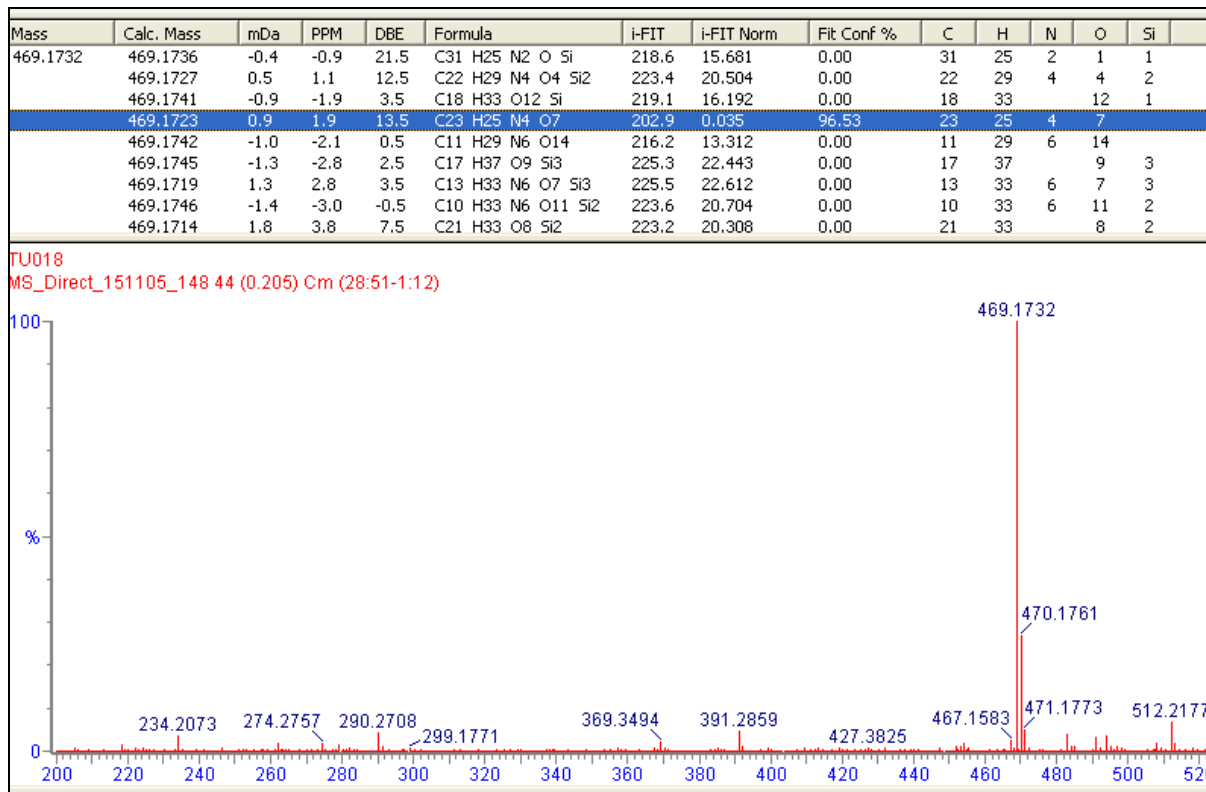 Mass Calc. Mass mDa PPM DBE Formula i-FIT i-FIT Norm Fit Conf % C H N O Si
469.1732 469.1736 -0.4 -0.9 21.5 C31 H25 N2 O Si 218.6 15.681 0.00 31 25 2 1 1
469.1727 0.5 1.1 12.5 C22 H29 N4 O4 Si2 223.4 20.504 0.00 22 29 4 4 2
469.1741 -0.9 -1.9 3.5 C18 H33 O12 Si 219.1 16.192 0.00 18 33 12 1
469.1723 0.9 1.9 13.5 C23 H25 N4 O7 202.9 0.035 96.53 23 25 4 7
469.1742 -1.0 -2.1 0.5 C11 H29 N6 O14 216.2 13.312 0.00 11 29 6 14
469.1745 -1.3 -2.8 2.5 C17 H37 O9 Si3 225.3 22.443 0.00 17 37 9 3
469.1719 1.3 2.8 3.5 C13 H33 N6 O7 Si3 225.5 22.612 0.00 13 33 6 7 3
469.1746 -1.4 -3.0 -0.5 C10 H33 N6 O11 Si2 223.6 20.704 0.00 10 33 6 11 2
469.1714 1.8 3.8 7.5 C21 H33 O8 Si2 223.2 20.308 0.00 21 33 8 2
TU018
MS_Direct_151105_148 44 (0.205) Cm (28:51-1:12)
469.1732
100
%
470.1761
234.2073 274.2757 290.2708 299.1771 369.3494 391.2859 427.3825 467.1583 471.1773 512.2177
0
200 220 240 260 280 300 320 340 360 380 400 420 440 460 480 500